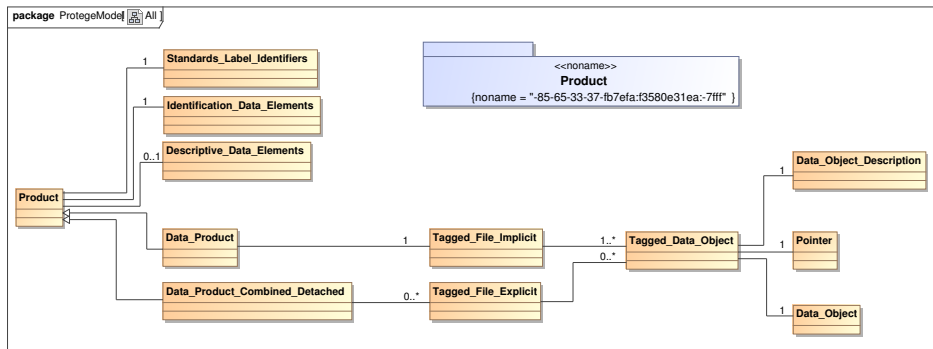 package ProtegeModel[ All ]
Standards_Label_Identifiers
1
Identification_Data_Elements
1
Descriptive_Data_Elements
0..1
<<noname>>
Product
{noname = "-85-65-33-37-fb7efa:f3580e31ea:-7fff" }
Data_Object_Description
1
Product
Data_Product
1
Tagged_File_Implicit
1..*
Tagged_Data_Object
0..*
1
Pointer
Data_Product_Combined_Detached
0..*
Tagged_File_Explicit
1
Data_Object